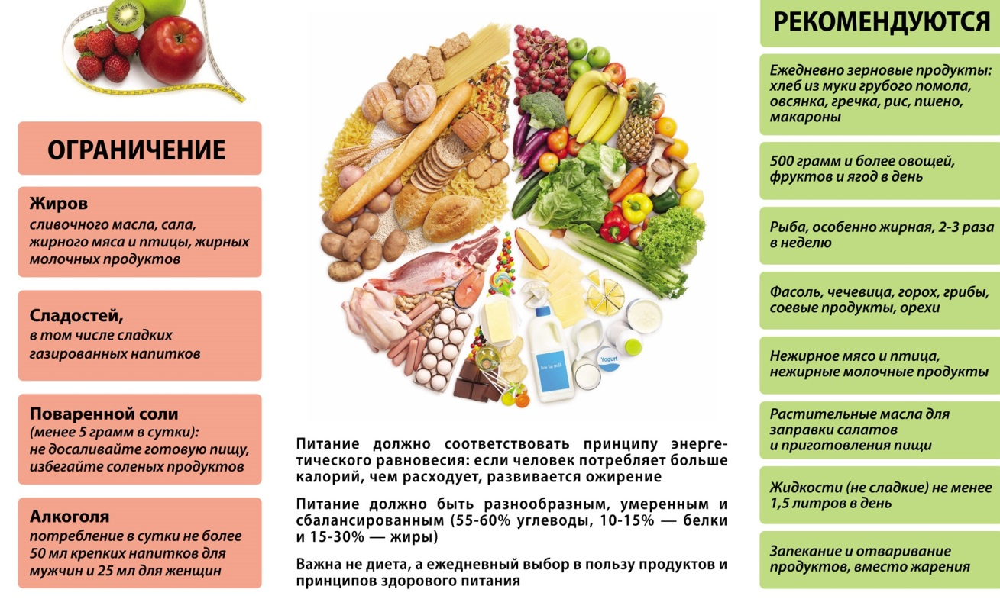 ОГРАНИЧЕНИЕ
Жиров
сливочного масла, сала,
жирного мяса и птицы, жирных
молочных продуктов
Сладостей,
в том числе сладких
газированных напитков
Поваренной соли
(менее 5 грамм в сутки):
не досаливайте готовую пищу,
избегайте соленых продуктов
Алкоголя
потребление в сутки не более
50 мл крепких напитков для
мужчин и 25 мл для женщин
low fat milk
Yogurt
Питание должно соответствовать принципу энерге-
тического равновесия: если человек потребляет больше
калорий, чем расходует, развивается ожирение
Питание должно быть разнообразным, умеренным и
сбалансированным (55-60% углеводы, 10-15% — белки
и 15-30% — жиры)
Важна не диета, а ежедневный выбор в пользу продуктов и
принципов здорового питания
РЕКОМЕНДУЮТСЯ
Ежедневно зерновые продукты:
хлеб из муки грубого помола,
овсянка, гречка, рис, пшено,
макароны
500 грамм и более овощей,
фруктов и ягод в день
Рыба, особенно жирная, 2-3 раза
в неделю
Фасоль, чечевица, горох, грибы,
соевые продукты, орехи
Нежирное мясо и птица,
нежирные молочные продукты
Растительные масла для
заправки салатов
и приготовления пищи
Жидкости (не сладкие) не менее
1,5 литров в день
Запекание и отваривание
продуктов, вместо жарения